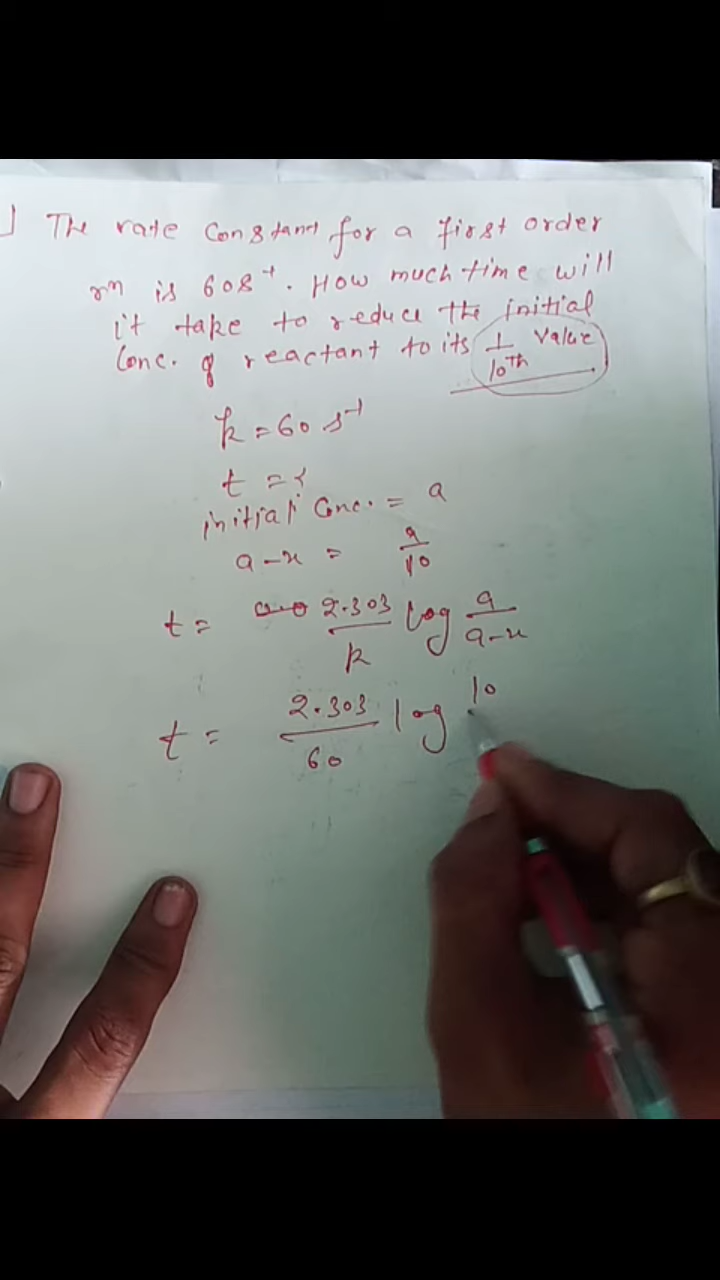 ] The rate constant for a first order
rxn is 60 s⁻¹. How much time will
it take to reduce the initial
Conc. of reactant to its 1/10th value
k = 60 s⁻¹
t = ?
initial Conc. = a
a-x = a/10
t = 2.303/k log a/a-x
t = 2.303/60 log 10